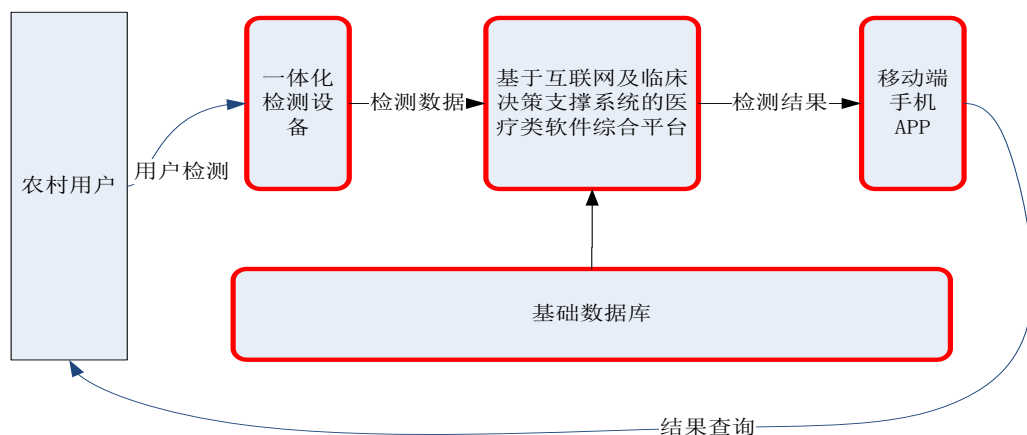 一体化
检测设
备
基于互联网及临床
决策支撑系统的医
疗类软件综合平台
移动端
手机
APP
检测数据
检测结果
用户检测
农村用户
基础数据库
结果查询